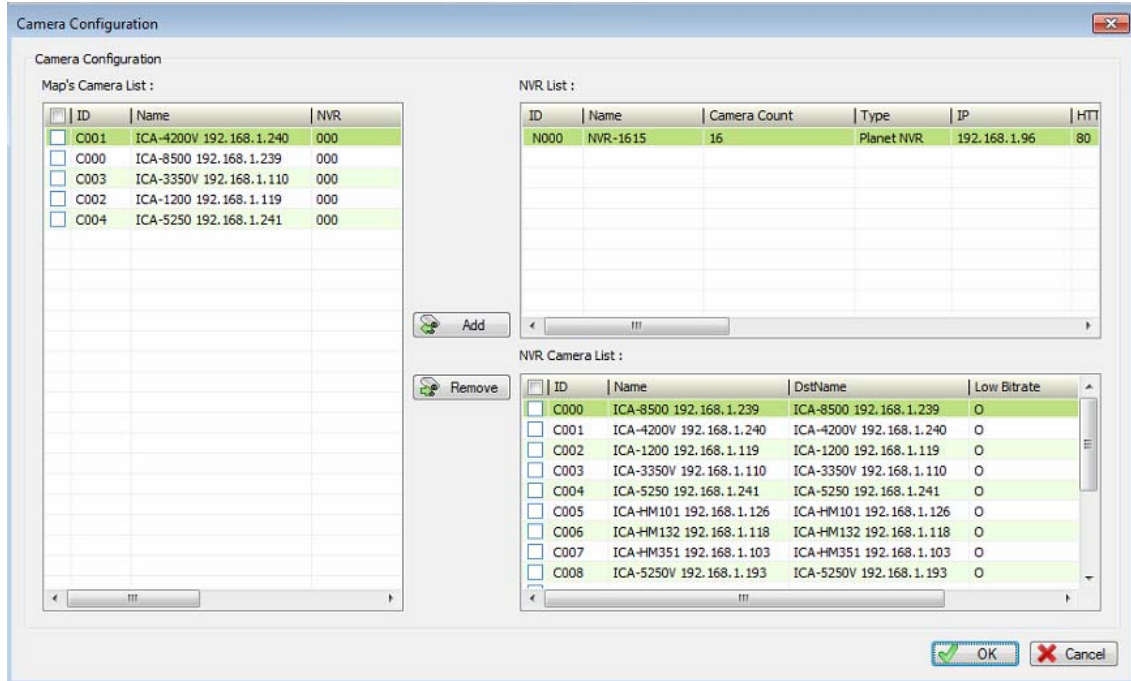 Camera Configuration
Camera Configuration
Map's Camera List :
ID Name NVR
C001 ICA-4200V 192.168.1.240 000
C000 ICA-8500 192.168.1.239 000
C003 ICA-3350V 192.168.1.110 000
C002 ICA-1200 192.168.1.119 000
C004 ICA-5250 192.168.1.241 000
Add
Remove
NVR List :
ID Name Camera Count Type IP HTT
N000 NVR-1615 16 Planet NVR 192.168.1.96 80
NVR Camera List :
ID Name DstName Low Bitrate
C000 ICA-8500 192.168.1.239 ICA-8500 192.168.1.239 O
C001 ICA-4200V 192.168.1.240 ICA-4200V 192.168.1.240 O
C002 ICA-1200 192.168.1.119 ICA-1200 192.168.1.119 O
C003 ICA-3350V 192.168.1.110 ICA-3350V 192.168.1.110 O
C004 ICA-5250 192.168.1.241 ICA-5250 192.168.1.241 O
C005 ICA-HM101 192.168.1.126 ICA-HM101 192.168.1.126 O
C006 ICA-HM132 192.168.1.118 ICA-HM132 192.168.1.118 O
C007 ICA-HM351 192.168.1.103 ICA-HM351 192.168.1.103 O
C008 ICA-5250V 192.168.1.193 ICA-5250V 192.168.1.193 O
OK Cancel